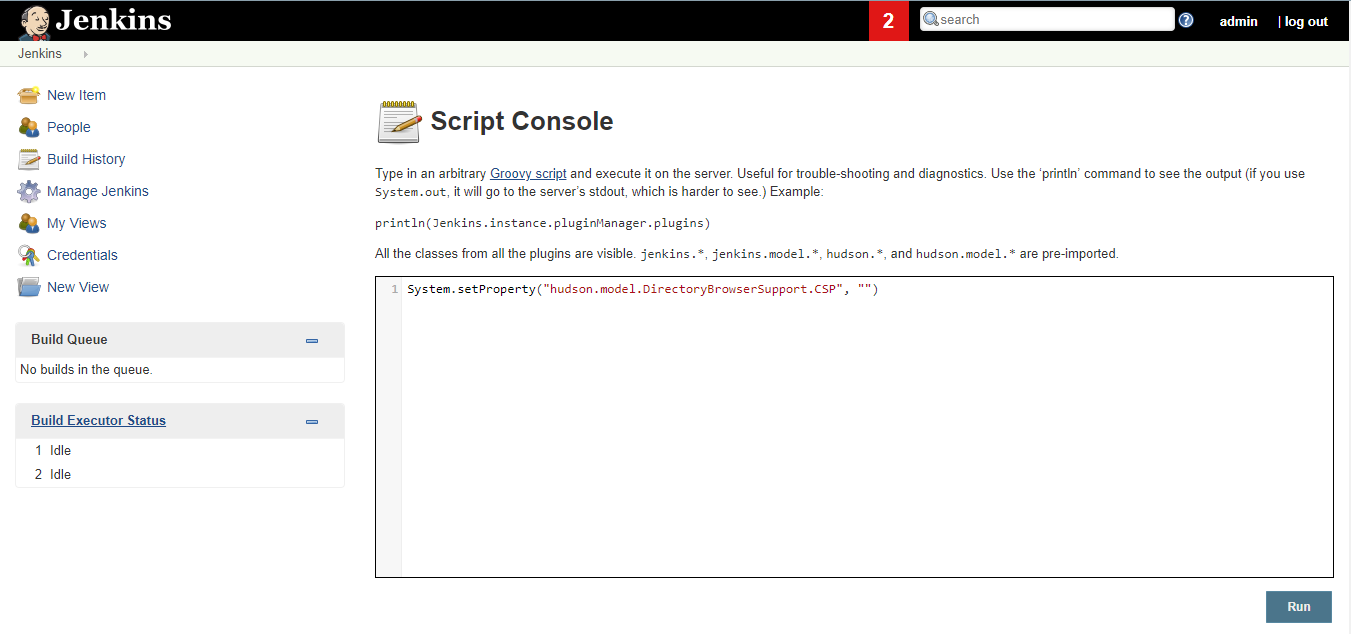 Jenkins
2
search
admin
| log out
Jenkins
New Item
People
Build History
Manage Jenkins
My Views
Credentials
New View
Build Queue
No builds in the queue.
Build Executor Status
1 Idle
2 Idle
Script Console
Type in an arbitrary Groovy script and execute it on the server. Useful for trouble-shooting and diagnostics. Use the ‘println’ command to see the output (if you use
System.out, it will go to the server’s stdout, which is harder to see.) Example:
println(Jenkins.instance.pluginManager.plugins)
All the classes from all the plugins are visible. jenkins.*, jenkins.model.*, hudson.*, and hudson.model.* are pre-imported.
1 System.setProperty("hudson.model.DirectoryBrowserSupport.CSP", "")
Run